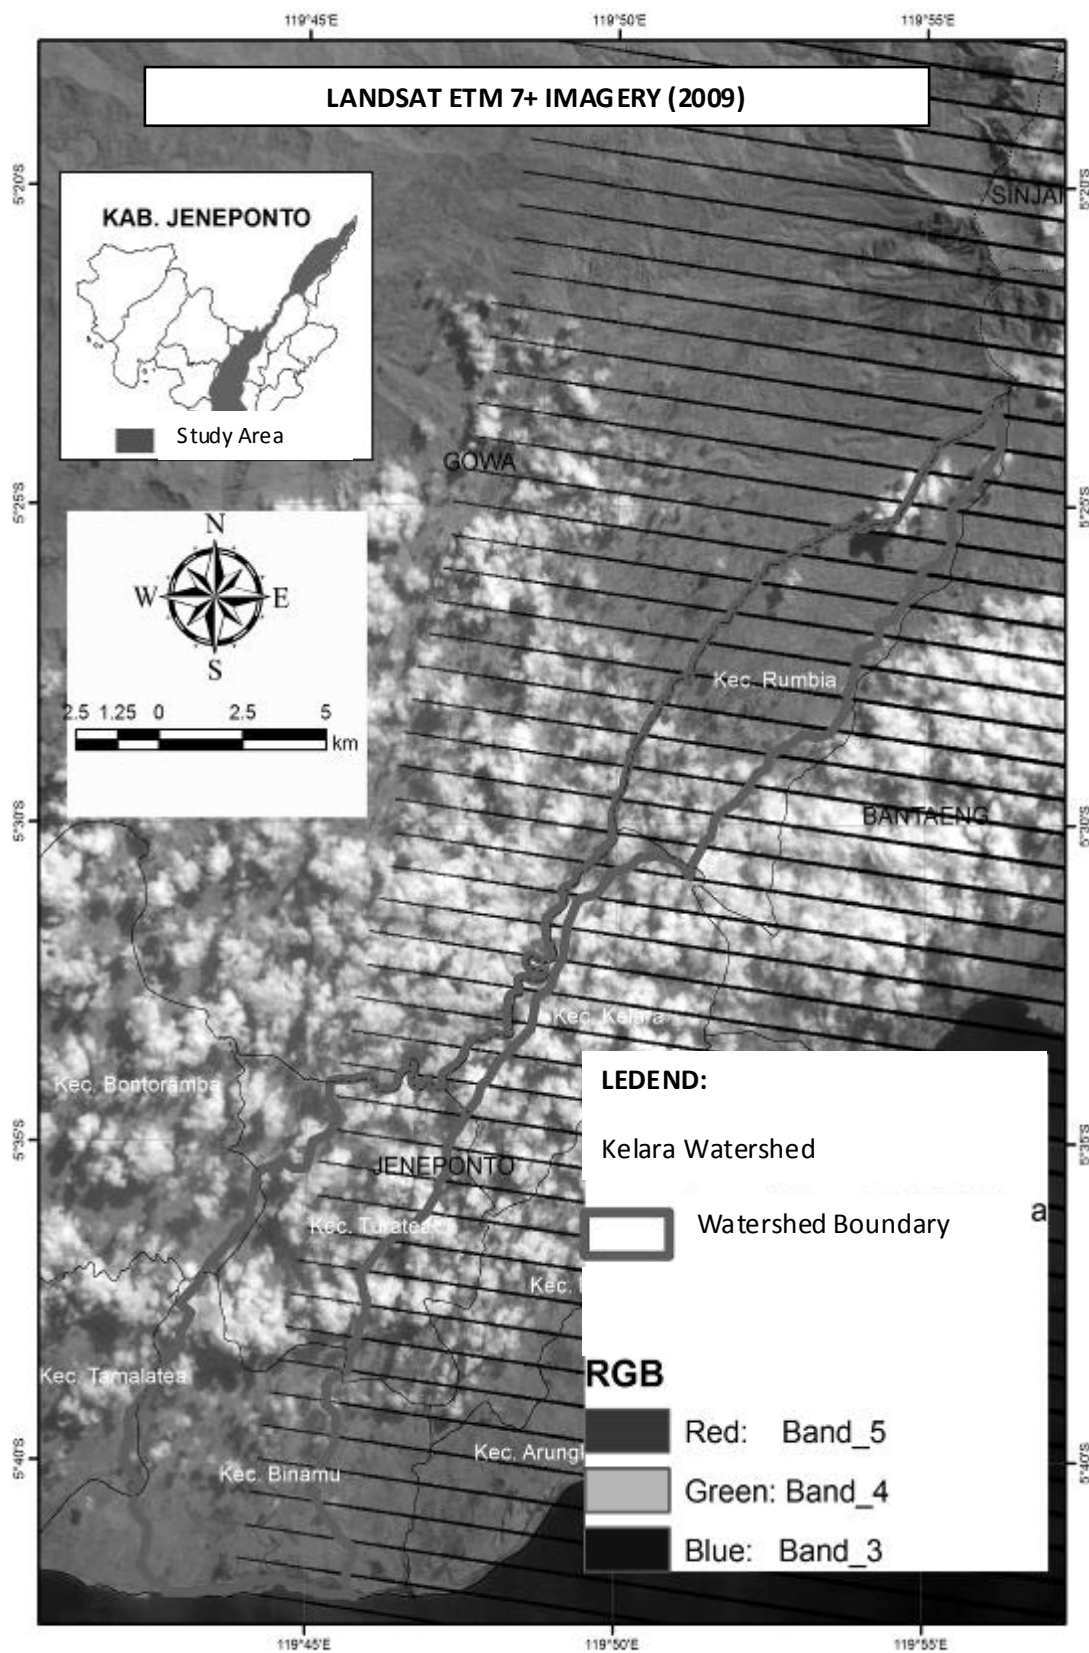 119°45'E 119°50'E 119°55'E
LANDSAT ETM 7+ IMAGERY (2009)
5°20'S 5°20'S
SINJAI
KAB. JENEPONTO
Study Area
GOWA
5°25'S 5°25'S
N
W E
S
Kec. Rumbia
2.5 1.25 0 2.5 5
km
5°30'S 5°30'S
BANTAENG
Kec. Kelara
Kec. Bontoramba
LEDEND:
5°35'S 5°35'S
Kelara Watershed
JENEPONTO
a
Kec. Turatea
Watershed Boundary
Kec.
Kec. Tamalatea
RGB
Red: Band_5
Kec. Arungk
5°40'S 5°40'S
Kec. Binamu
Green: Band_4
Blue: Band_3
119°45'E 119°50'E 119°55'E